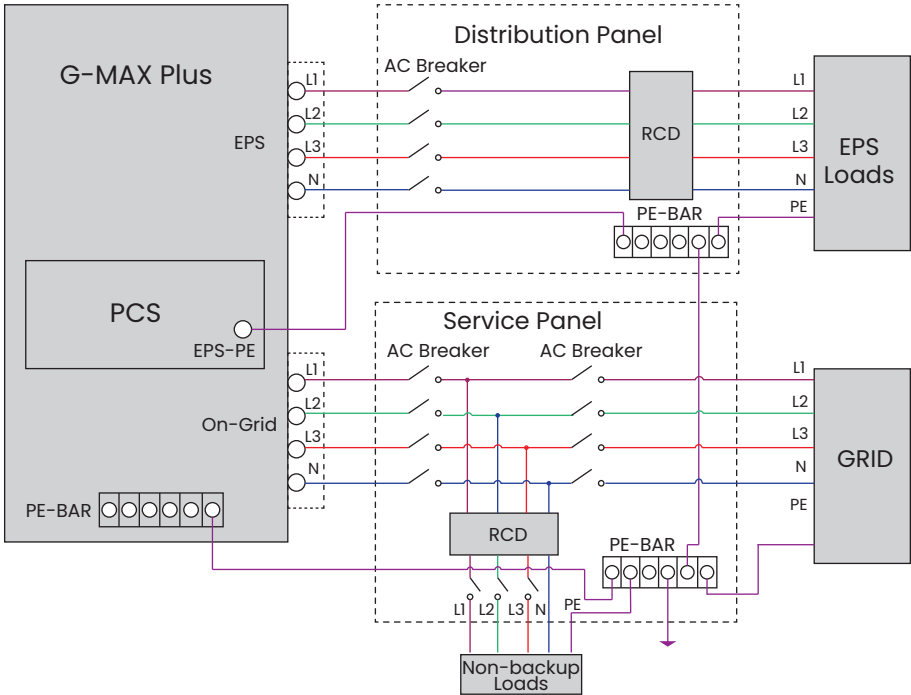 Distribution Panel
G-MAX Plus
AC Breaker
L1
L1
L2
L2
EPS
RCD
EPS
Loads
L3
L3
N
N
PE-BAR
PE
PCS
EPS-PE
Service Panel
AC Breaker
AC Breaker
L1
L1
L2
L2
On-Grid
L3
L3
GRID
N
N
PE-BAR
PE
RCD
PE-BAR
L1
L2
L3
N
PE
Non-backup
Loads